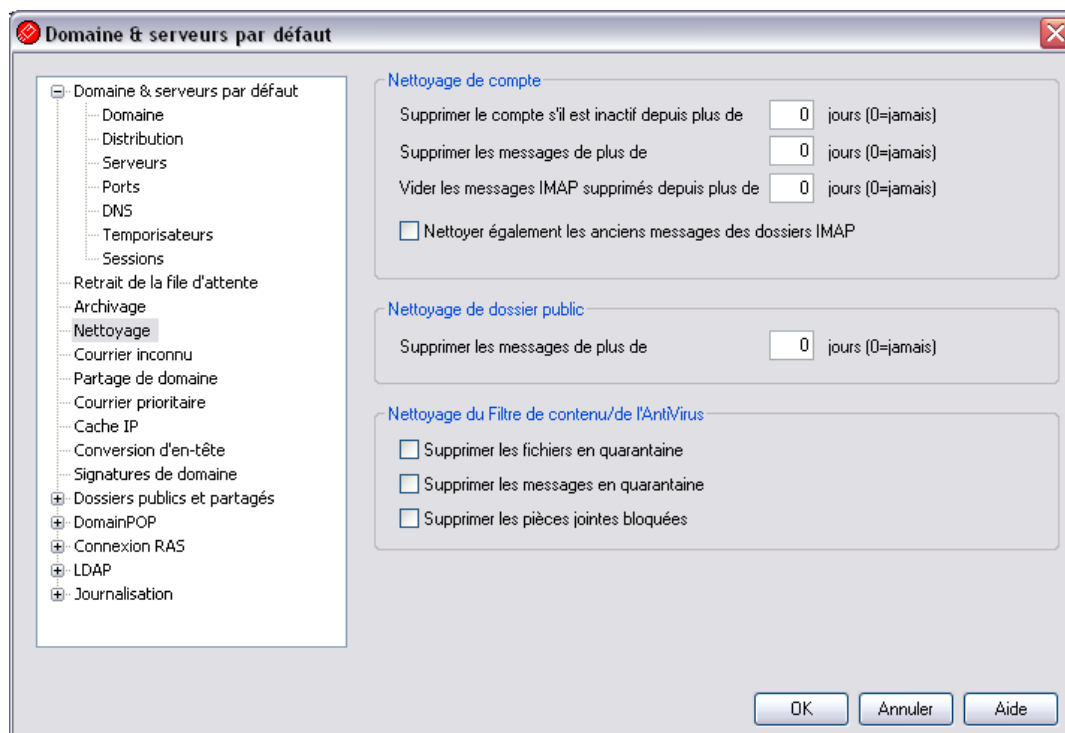 Domaine & serveurs par défaut
Domaine & serveurs par défaut
Domaine
Distribution
Serveurs
Ports
DNS
Temporisateurs
Sessions
Retrait de la file d'attente
Archivage
Nettoyage
Courrier inconnu
Partage de domaine
Courrier prioritaire
Cache IP
Conversion d'en-tête
Signatures de domaine
Dossiers publics et partagés
DomainPOP
Connexion RAS
LDAP
Journalisation
Nettoyage de compte
Supprimer le compte s'il est inactif depuis plus de 0 jours (0=jamais)
Supprimer les messages de plus de 0 jours (0=jamais)
Vider les messages IMAP supprimés depuis plus de 0 jours (0=jamais)
Nettoyer également les anciens messages des dossiers IMAP
Nettoyage de dossier public
Supprimer les messages de plus de 0 jours (0=jamais)
Nettoyage du Filtre de contenu/de l'AntiVirus
Supprimer les fichiers en quarantaine
Supprimer les messages en quarantaine
Supprimer les pièces jointes bloquées
OK Annuler Aide